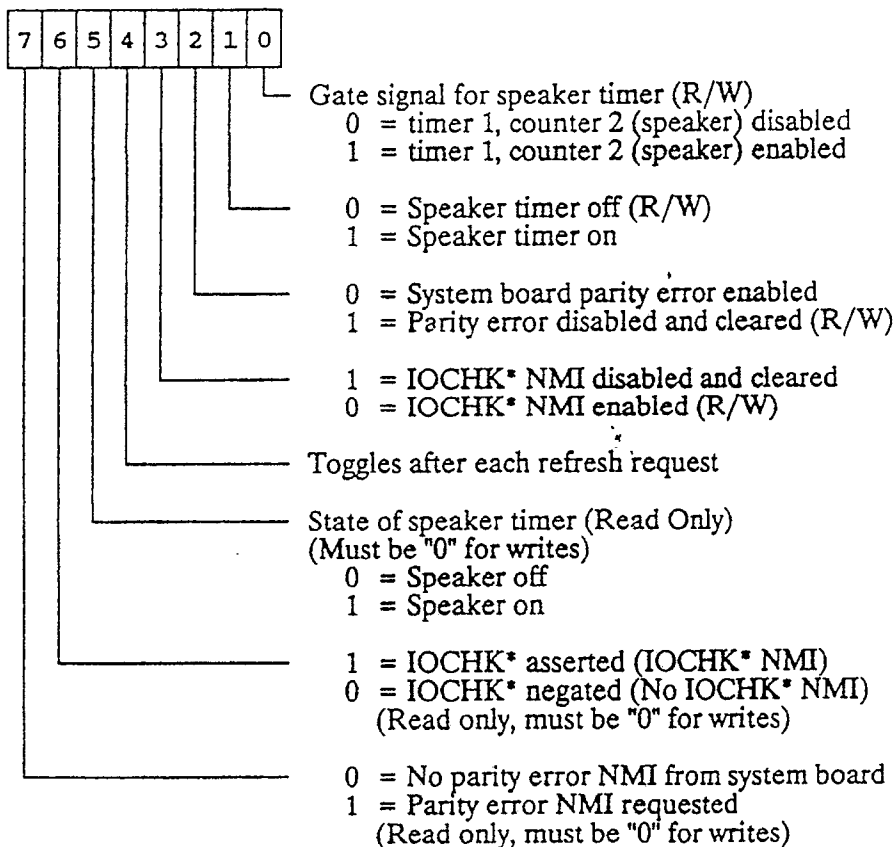 7 6 5 4 3 2 1 0
Gate signal for speaker timer (R/W)
0 = timer 1, counter 2 (speaker) disabled
1 = timer 1, counter 2 (speaker) enabled
0 = Speaker timer off (R/W)
1 = Speaker timer on
0 = System board parity error enabled
1 = Parity error disabled and cleared (R/W)
1 = IOCHK* NMI disabled and cleared
0 = IOCHK* NMI enabled (R/W)
Toggles after each refresh request
State of speaker timer (Read Only)
(Must be "0" for writes)
0 = Speaker off
1 = Speaker on
1 = IOCHK* asserted (IOCHK* NMI)
0 = IOCHK* negated (No IOCHK* NMI)
(Read only, must be "0" for writes)
0 = No parity error NMI from system board
1 = Parity error NMI requested
(Read only, must be "0" for writes)